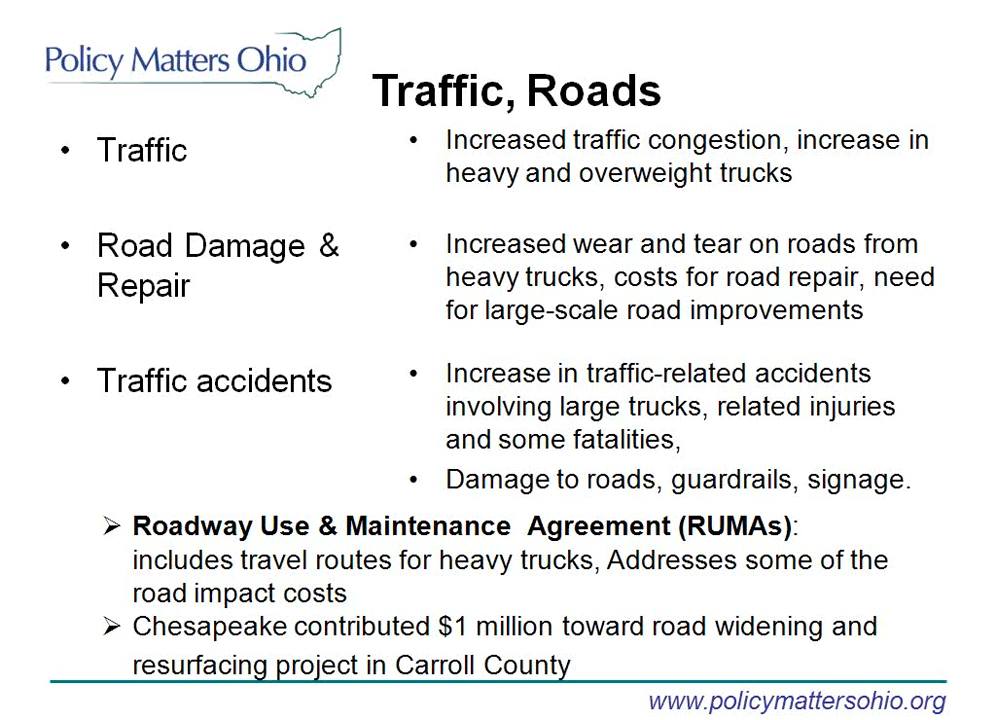 Policy Matters Ohio
Traffic, Roads
• Traffic
• Increased traffic congestion, increase in
heavy and overweight trucks
• Road Damage &
Repair
• Increased wear and tear on roads from
heavy trucks, costs for road repair, need
for large-scale road improvements
• Traffic accidents
• Increase in traffic-related accidents
involving large trucks, related injuries
and some fatalities,
• Damage to roads, guardrails, signage.
➢ Roadway Use & Maintenance Agreement (RUMAs):
includes travel routes for heavy trucks, Addresses some of the
road impact costs
➢ Chesapeake contributed $1 million toward road widening and
resurfacing project in Carroll County
www.policymattersohio.org